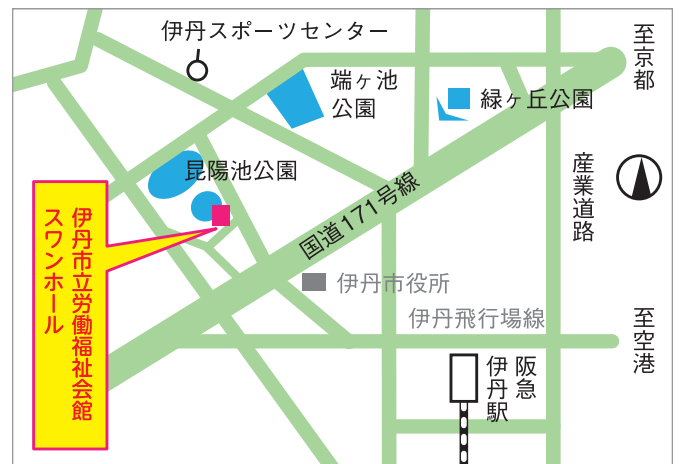 伊丹スポーツセンター
至京都
端ヶ池
公園
緑ヶ丘公園
昆陽池公園
産業道路
国道171号線
伊丹市立労働福祉会館
スワンホール
伊丹市役所
伊丹飛行場線
至空港
阪急
伊丹駅